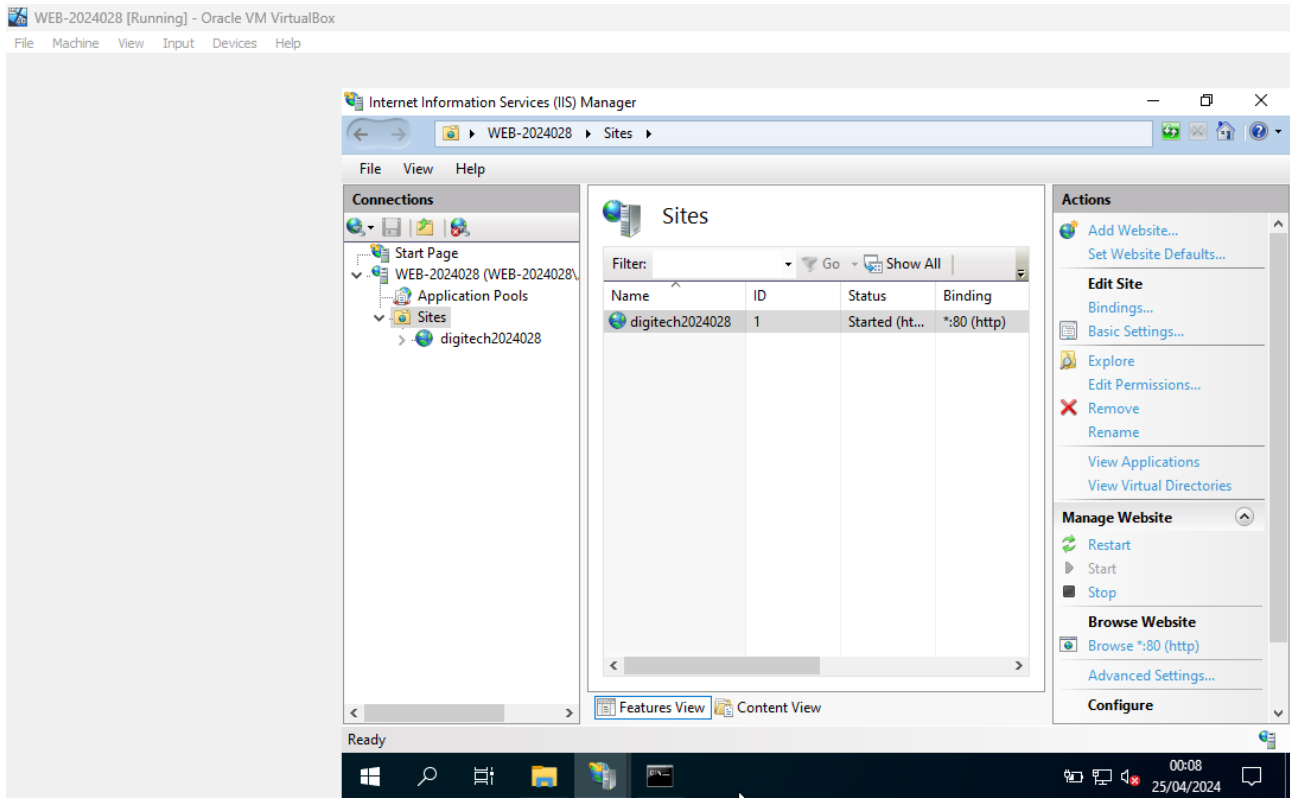 WEB-2024028 [Running] - Oracle VM VirtualBox
File Machine View Input Devices Help
Internet Information Services (IIS) Manager
WEB-2024028 Sites
File View Help
Connections
Start Page
WEB-2024028 (WEB-2024028\
Application Pools
Sites
digitech2024028
Sites
Filter: Go Show All
Name ID Status Binding
digitech2024028 1 Started (ht... *:80 (http)
Features View Content View
Actions
Add Website...
Set Website Defaults...
Edit Site
Bindings...
Basic Settings...
Explore
Edit Permissions...
Remove
Rename
View Applications
View Virtual Directories
Manage Website
Restart
Start
Stop
Browse Website
Browse *:80 (http)
Advanced Settings...
Configure
Ready
00:08
25/04/2024